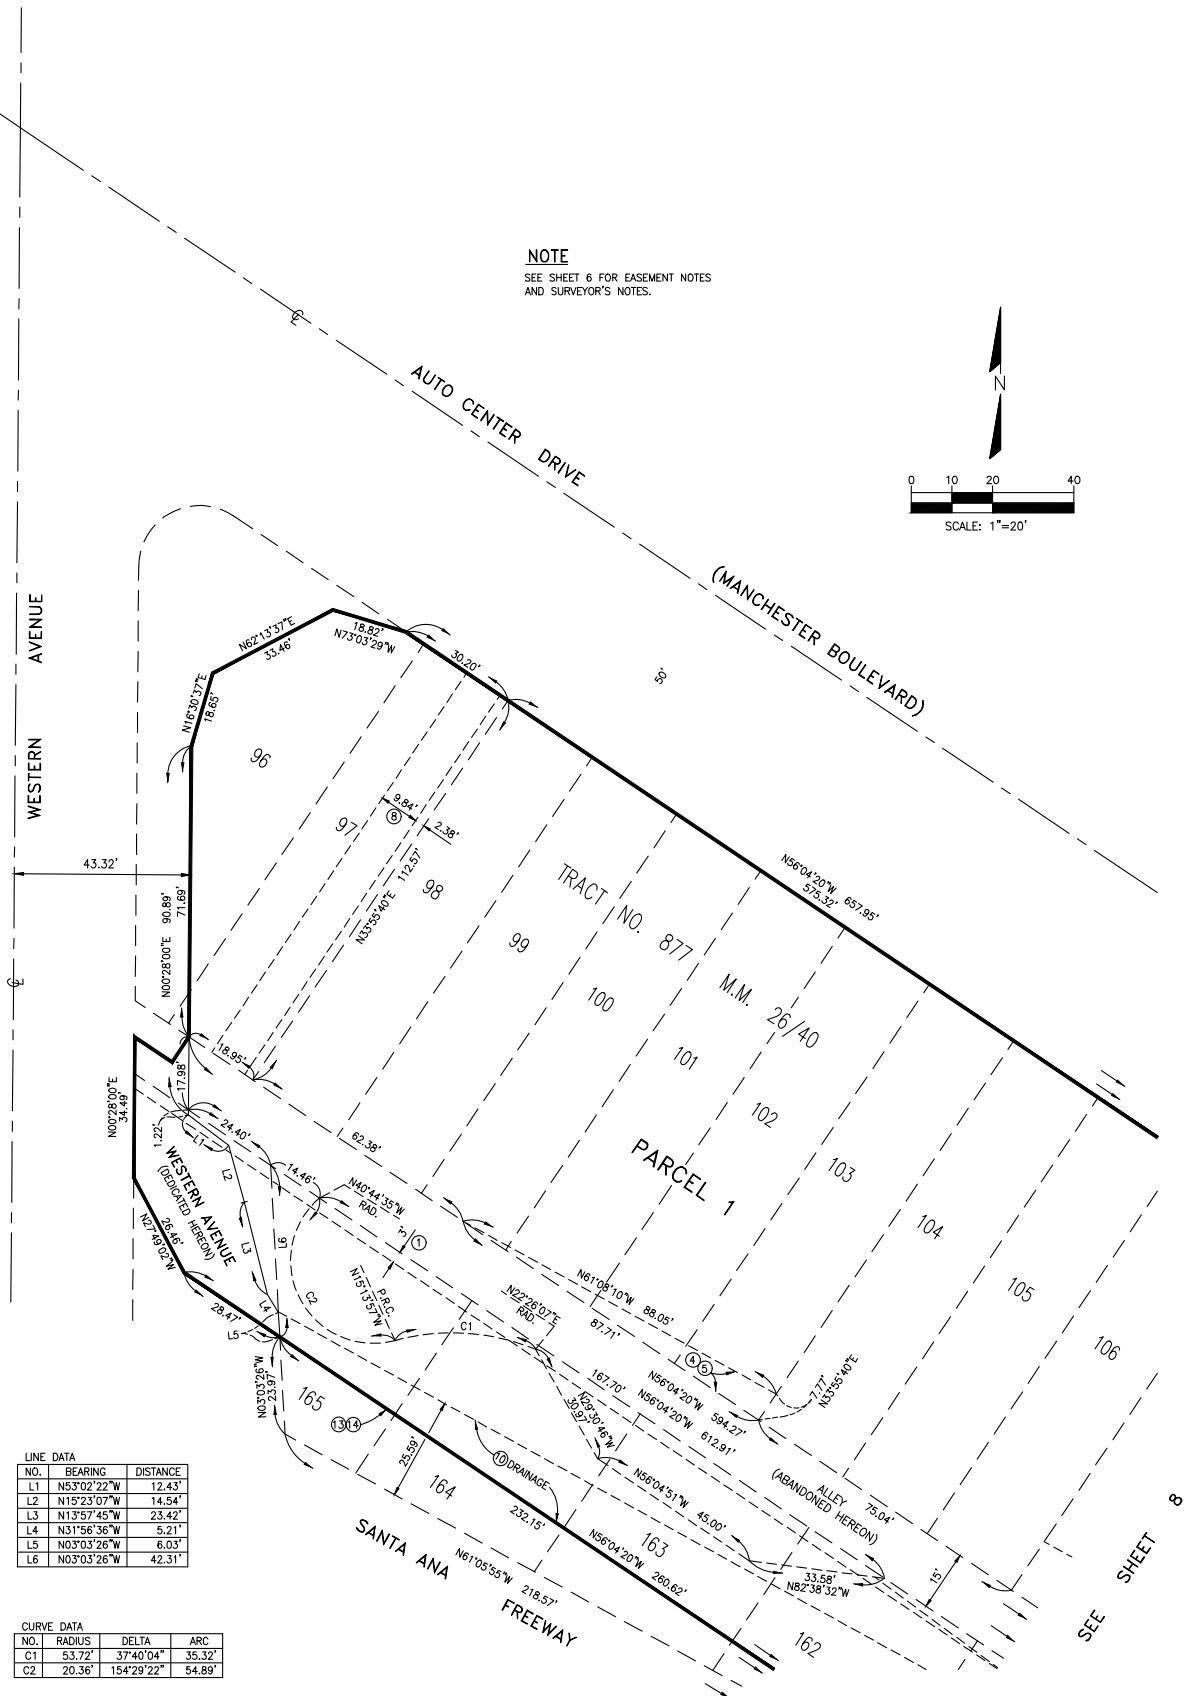 NOTE
SEE SHEET 6 FOR EASEMENT NOTES
AND SURVEYOR'S NOTES.
AUTO CENTER DRIVE
(MANCHESTER BOULEVARD)
N
0 10 20 40
SCALE: 1"=20'
WESTERN AVENUE
N62°13'37"E
33.46'
18.82'
N73°03'29"W
30.20'
50'
N16°30'37"E
18.65'
96
97
98
99
100
101
102
103
104
105
106
9.84'
8
2.38'
N33°55'40"E 112.57'
TRACT NO. 877 M.M. 26/40
N56°04'20"W 657.95'
575.32'
43.32'
N00°28'00"E 90.89'
71.69'
18.95'
17.98'
N00°28'00"E
34.49'
1.22'
L1
24.40'
L2
62.38'
PARCEL 1
14.46'
N40°44'35"W
RAD.
3'
1
WESTERN AVENUE
(DEDICATED HEREON)
26.46'
N27°49'02"W
L3
L6
C2
P.R.C.
N15°13'57"W
C1
N22°26'07"E
RAD.
N61°08'10"W 88.05'
87.71'
L4
28.47'
L5
4
5
7.77'
N33°55'40"E
N03°03'26"W
23.97'
167.70'
N56°04'20"W 594.27'
N56°04'20"W 612.91'
N29°30'46"W
30.97'
165
13
14
25.59'
10
DRAINAGE
164
N56°04'51"W 45.00'
ALLEY
(ABANDONED HEREON)
75.04'
232.15'
163
N56°04'20"W 260.62'
33.58'
N82°38'32"W
15'
162
SANTA ANA FREEWAY
N61°05'55"W 218.57'
SEE SHEET 8
LINE DATA
NO. BEARING DISTANCE
L1 N53°02'22"W 12.43'
L2 N15°23'07"W 14.54'
L3 N13°57'45"W 23.42'
L4 N31°56'36"W 5.21'
L5 N03°03'26"W 6.03'
L6 N03°03'26"W 42.31'
CURVE DATA
NO. RADIUS DELTA ARC
C1 53.72' 37°40'04" 35.32'
C2 20.36' 154°29'22" 54.89'